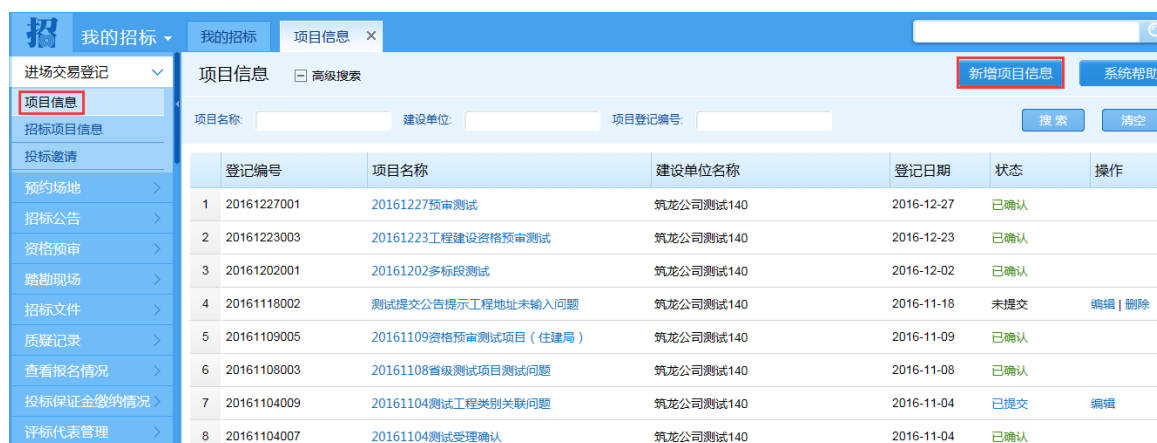 招 我的招标 我的招标 项目信息 ×
进场交易登记 项目信息 高级搜索 新增项目信息 系统帮助
项目信息
招标项目信息 项目名称: 建设单位: 项目登记编号: 搜索 清空
投标邀请
登记编号 项目名称 建设单位名称 登记日期 状态 操作
预约场地
1 20161227001 20161227预审测试 筑龙公司测试140 2016-12-27 已确认
招标公告
2 20161223003 20161223工程建设资格预审测试 筑龙公司测试140 2016-12-23 已确认
资格预审
3 20161202001 20161202多标段测试 筑龙公司测试140 2016-12-02 已确认
踏勘现场
4 20161118002 测试提交公告提示工程地址未输入问题 筑龙公司测试140 2016-11-18 未提交 编辑 | 删除
招标文件
5 20161109005 20161109资格预审测试项目（住建局） 筑龙公司测试140 2016-11-09 已确认
质疑记录
6 20161108003 20161108省级测试项目测试问题 筑龙公司测试140 2016-11-08 已确认
查看报名情况
7 20161104009 20161104测试工程类别关联问题 筑龙公司测试140 2016-11-04 已提交 编辑
投标保证金缴纳情况
8 20161104007 20161104测试受理确认 筑龙公司测试140 2016-11-04 已确认
评标代表管理